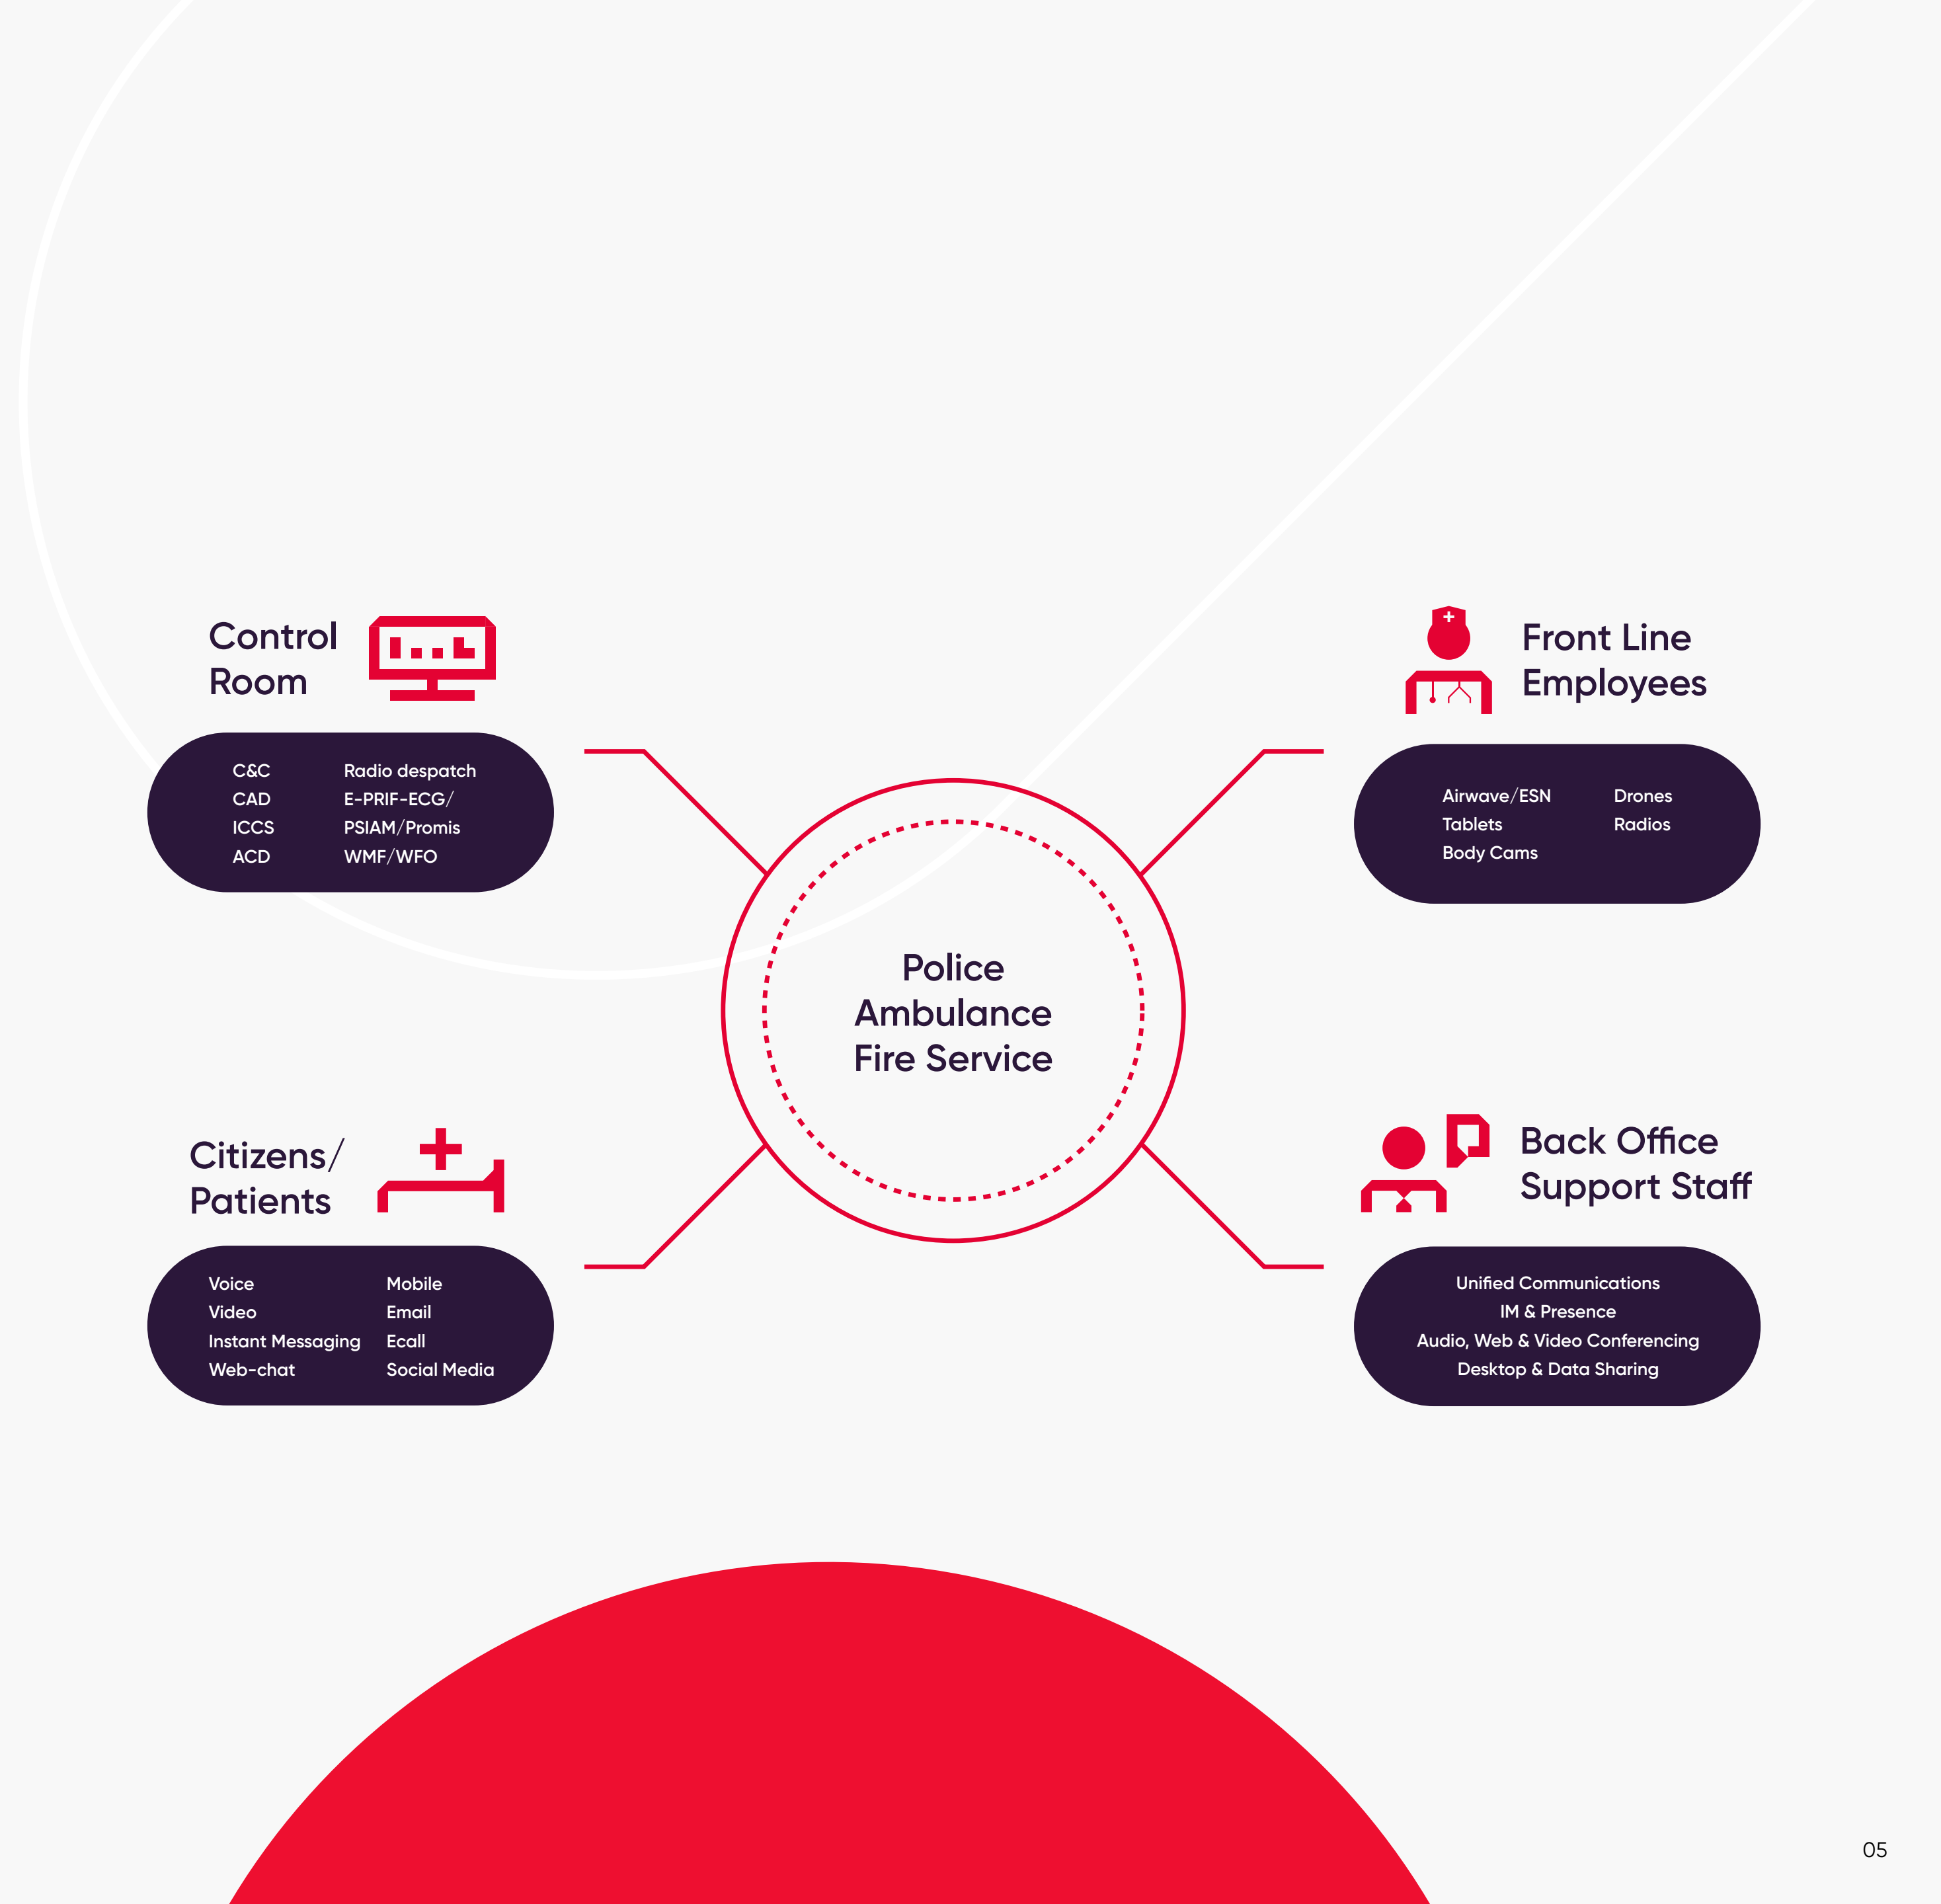 Control
Room
C&C
CAD
ICCS
ACD
Radio despatch
E-PRIF-ECG/
PSIAM/Promis
WMF/WFO
Front Line
Employees
Airwave/ESN
Tablets
Body Cams
Drones
Radios
Police
Ambulance
Fire Service
Citizens/
Patients
Voice
Video
Instant Messaging
Web-chat
Mobile
Email
Ecall
Social Media
Back Office
Support Staff
Unified Communications
IM & Presence
Audio, Web & Video Conferencing
Desktop & Data Sharing
05